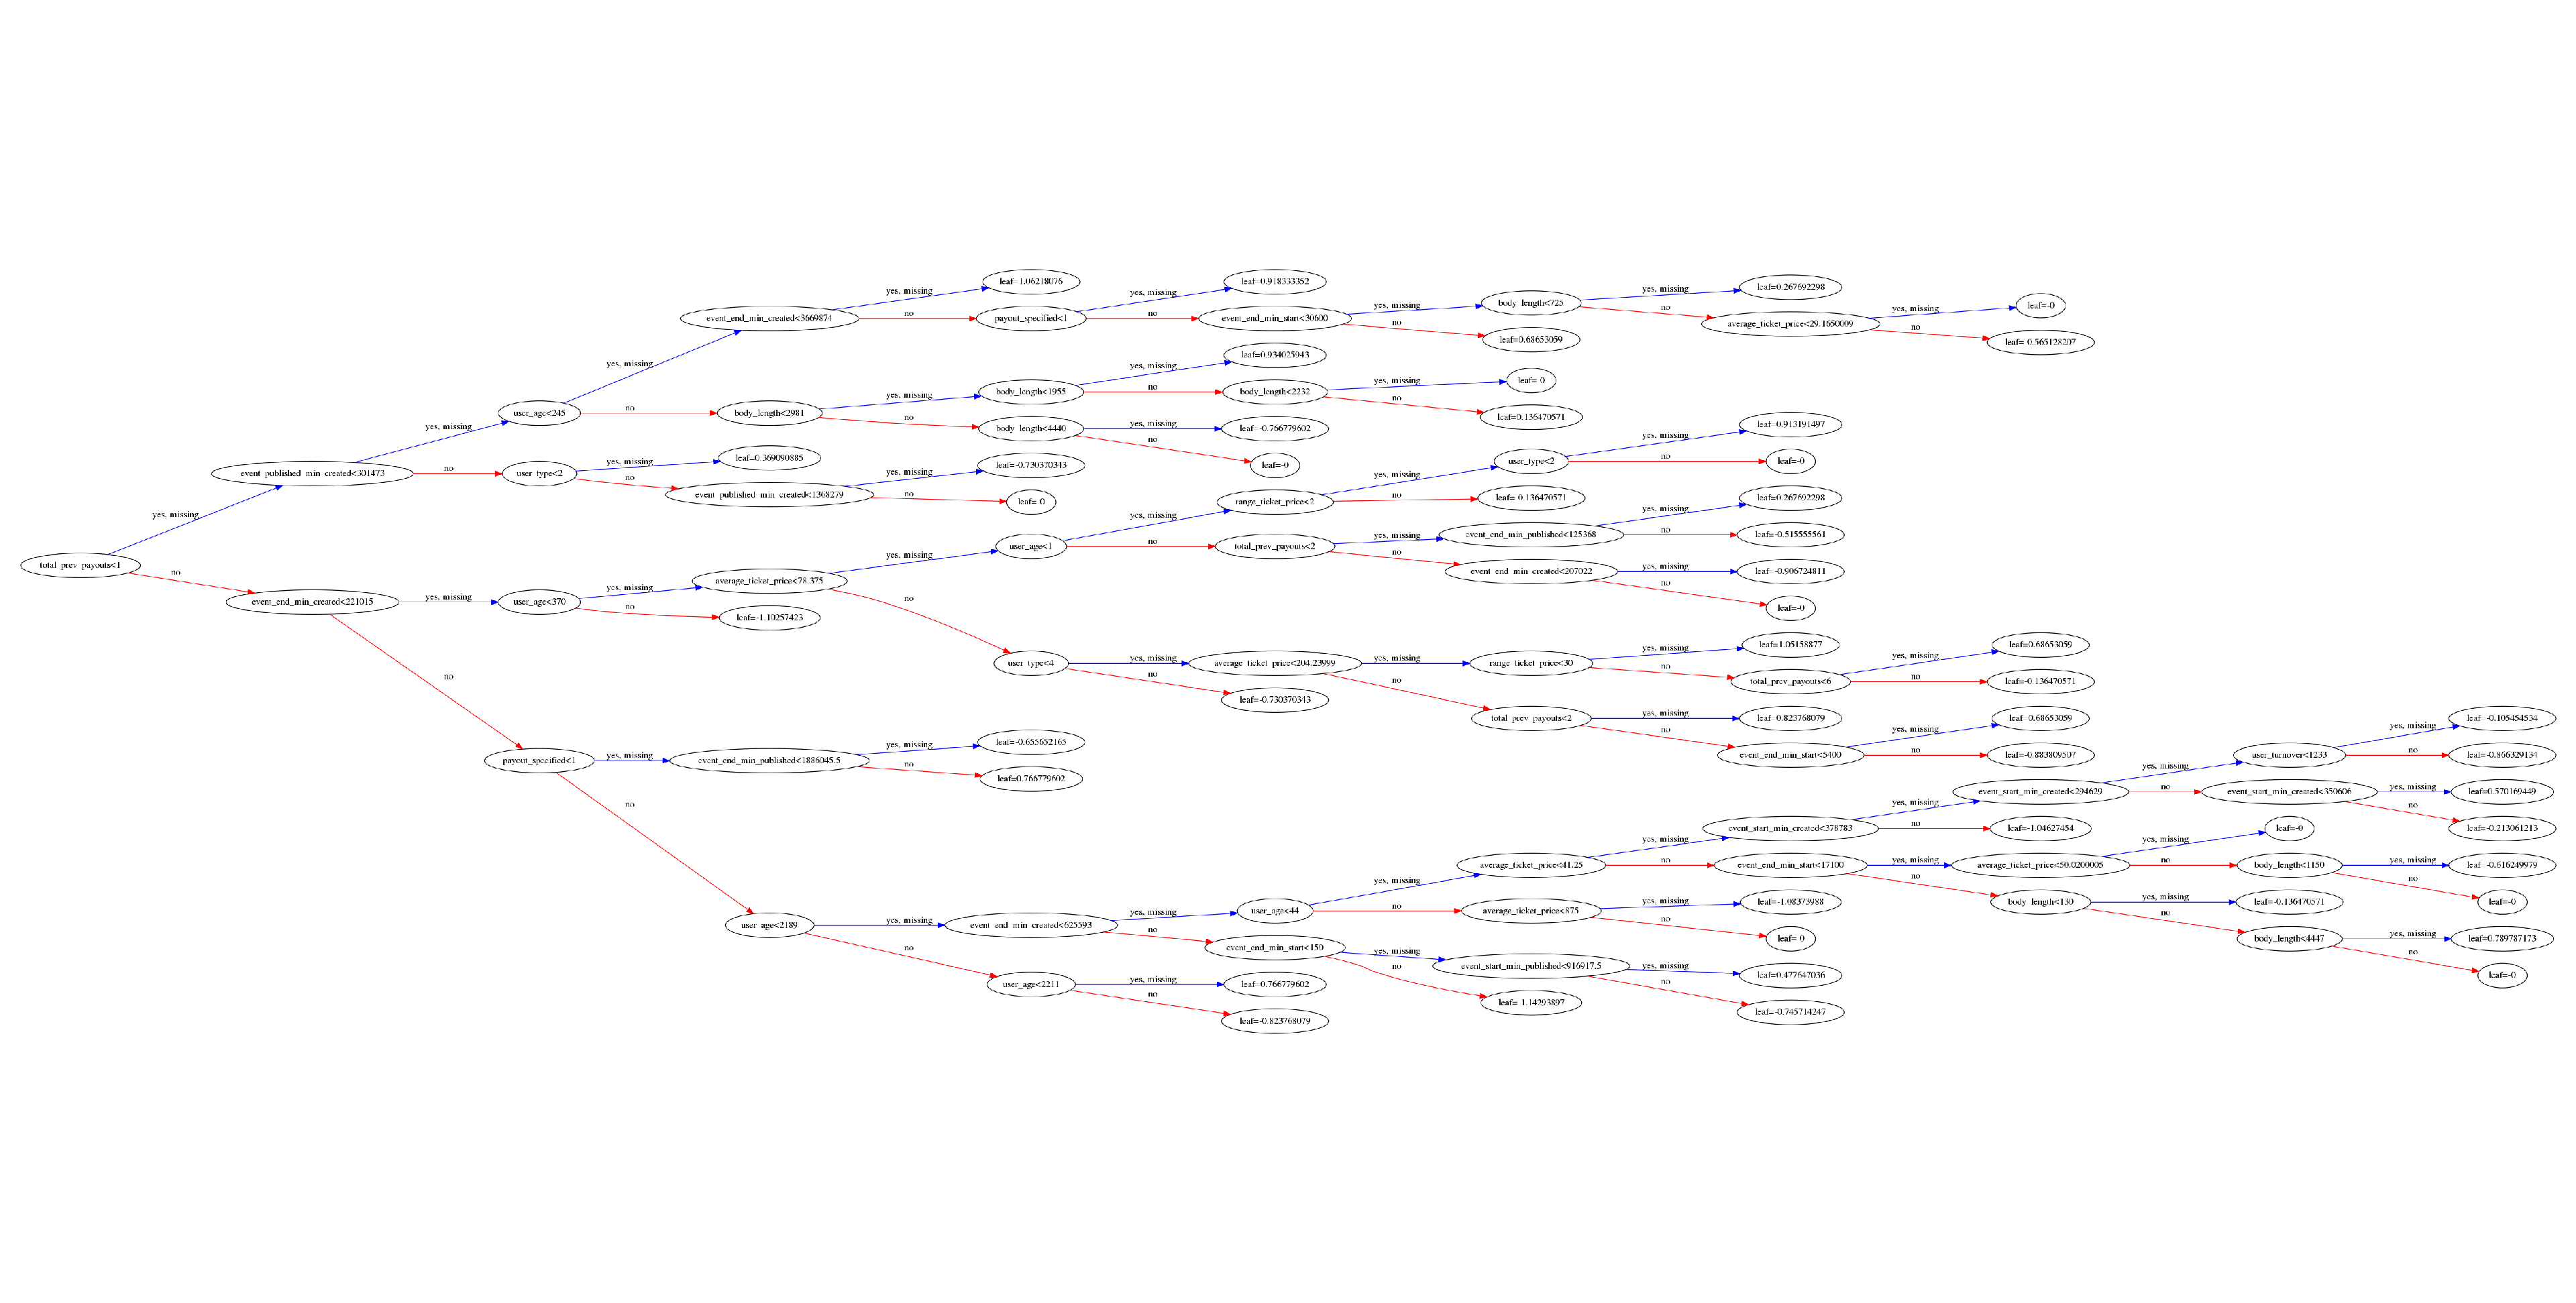 leaf=1.06218076
yes, missing
leaf=0.918333352
yes, missing
leaf=0.267692298
yes, missing
event_end_min_created<3669874
no
payout_specified<1
no
event_end_min_start<30600
yes, missing
body_length<725
no
average_ticket_price<29.1650009
yes, missing
leaf=-0
no
leaf=0.68653059
no
leaf= 0.565128207
yes, missing
leaf=0.934025943
yes, missing
user_age<245
no
body_length<2981
yes, missing
body_length<1955
no
body_length<2232
yes, missing
leaf= 0
no
leaf=0.136470571
no
body_length<4440
yes, missing
leaf=-0.766779602
no
leaf=-0
yes, missing
event_published_min_created<301473
no
user_type<2
yes, missing
leaf=0.369090885
no
event_published_min_created<1368279
yes, missing
leaf=-0.730370343
no
leaf= 0
yes, missing
total_prev_payouts<1
no
user_type<2
yes, missing
leaf=0.913191497
no
leaf=-0
yes, missing
range_ticket_price<2
no
leaf= 0.136470571
yes, missing
user_age<1
no
total_prev_payouts<2
yes, missing
event_end_min_published<125368
yes, missing
leaf=0.267692298
no
leaf=-0.515555561
no
event_end_min_created<207022
yes, missing
leaf=-0.906724811
no
leaf=-0
event_end_min_created<221015
yes, missing
user_age<370
yes, missing
average_ticket_price<78.375
yes, missing
no
leaf=-1.10257423
no
user_type<4
yes, missing
average_ticket_price<204.23999
yes, missing
range_ticket_price<30
yes, missing
leaf=1.05158877
no
total_prev_payouts<6
yes, missing
leaf=0.68653059
no
leaf=-0.136470571
no
leaf=-0.730370343
no
total_prev_payouts<2
yes, missing
leaf=0.823768079
no
event_end_min_start<5400
yes, missing
leaf=0.68653059
no
leaf=-0.883809507
no
payout_specified<1
yes, missing
event_end_min_published<1886045.5
yes, missing
leaf=-0.655652165
no
leaf=0.766779602
no
user_turnover<1233
yes, missing
leaf=-0.105454534
no
leaf=-0.866329134
yes, missing
event_start_min_created<294629
no
event_start_min_created<350606
yes, missing
leaf=0.570169449
no
leaf=-0.213061213
yes, missing
event_start_min_created<378783
no
leaf=-1.04627454
yes, missing
average_ticket_price<41.25
no
event_end_min_start<17100
yes, missing
average_ticket_price<50.0200005
yes, missing
leaf=-0
no
body_length<1150
yes, missing
leaf=-0.616249979
no
leaf=-0
no
body_length<130
yes, missing
leaf=-0.136470571
no
body_length<4447
yes, missing
leaf=0.789787173
no
leaf=-0
yes, missing
user_age<44
no
average_ticket_price<875
yes, missing
leaf=-1.08373988
no
leaf= 0
yes, missing
user_age<2189
yes, missing
event_end_min_created<625593
no
event_end_min_start<150
yes, missing
event_start_min_published<916917.5
yes, missing
leaf=0.477647036
no
leaf=-0.745714247
no
leaf= 1.14293897
no
user_age<2211
yes, missing
leaf=0.766779602
no
leaf=-0.823768079